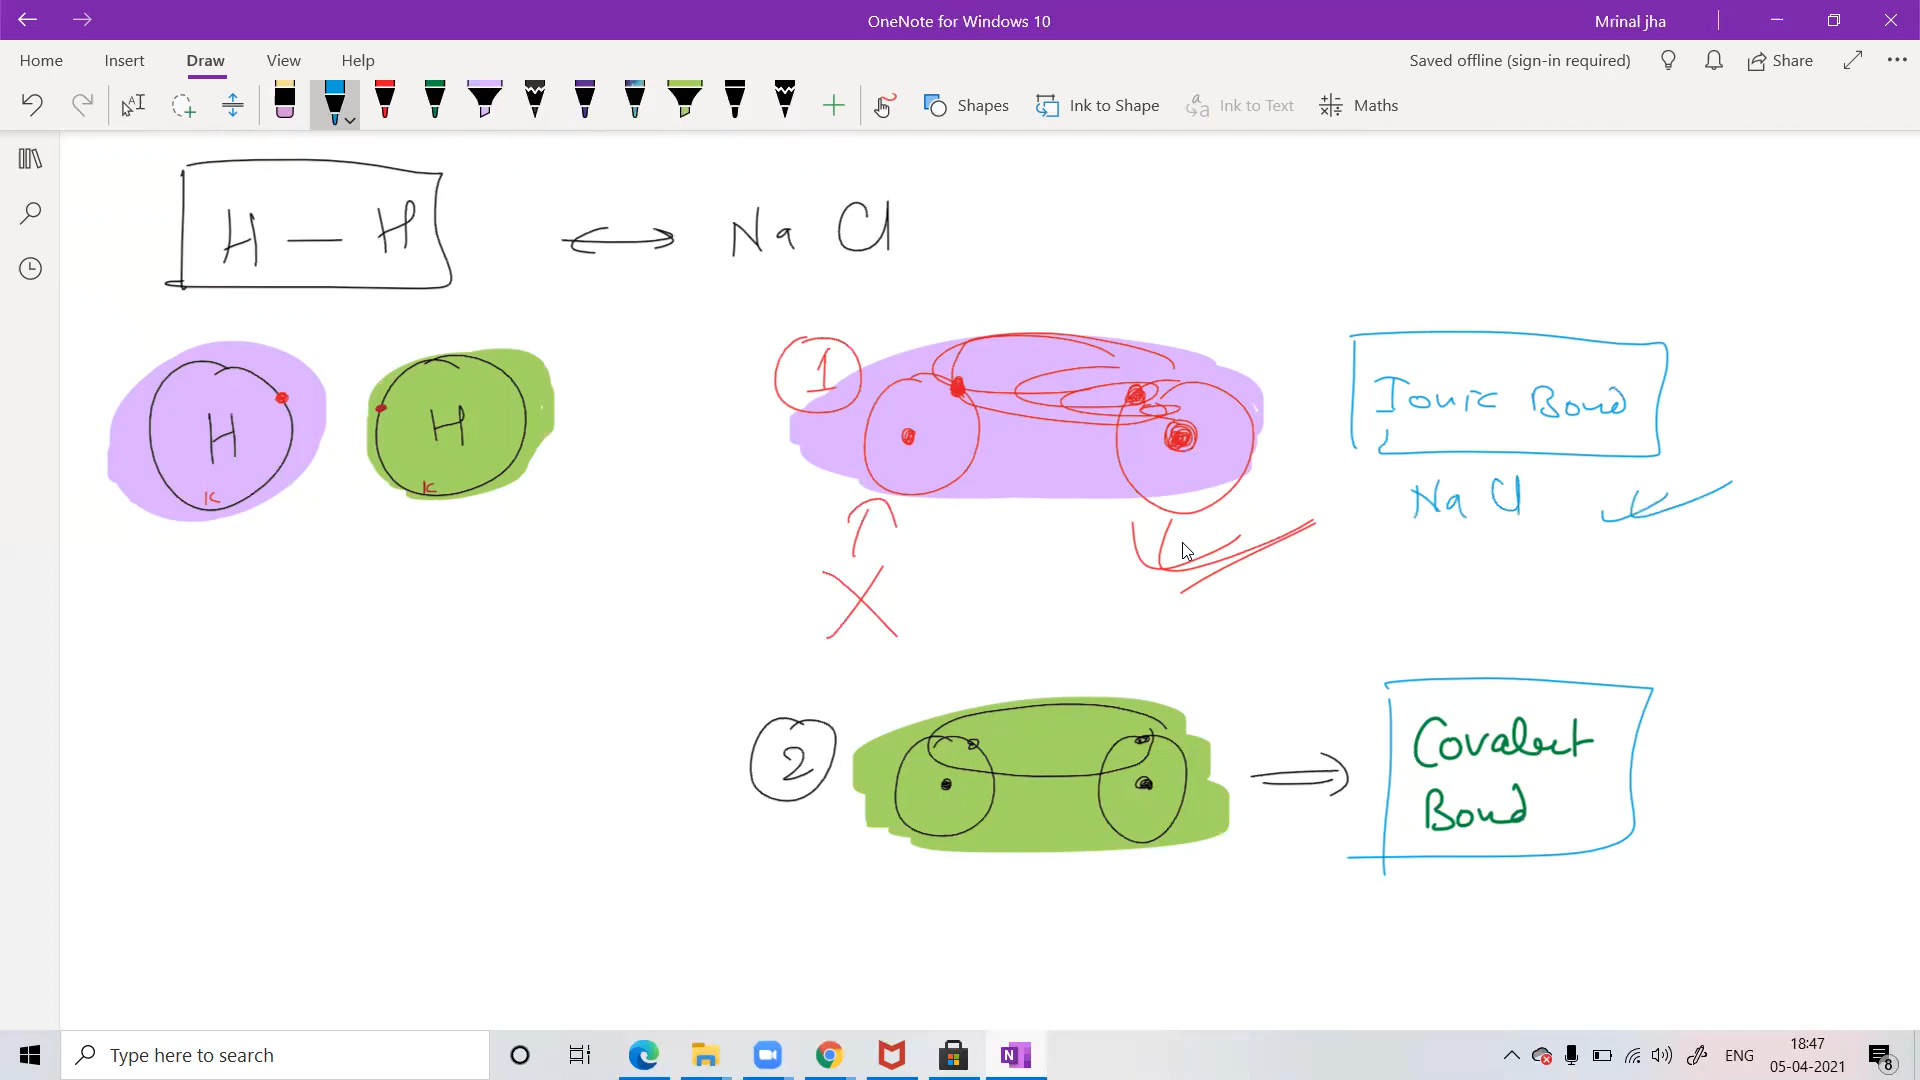 OneNote for Windows 10
Mrinal jha
Home Insert Draw View Help
Saved offline (sign-in required) Share
Shapes Ink to Shape Ink to Text Maths
H — H ↔ Na Cl
H K
H K
1
Ionic Bond
Na Cl
X
2
⇒ Covalent
Bond
Type here to search
ENG
18:47
05-04-2021
8